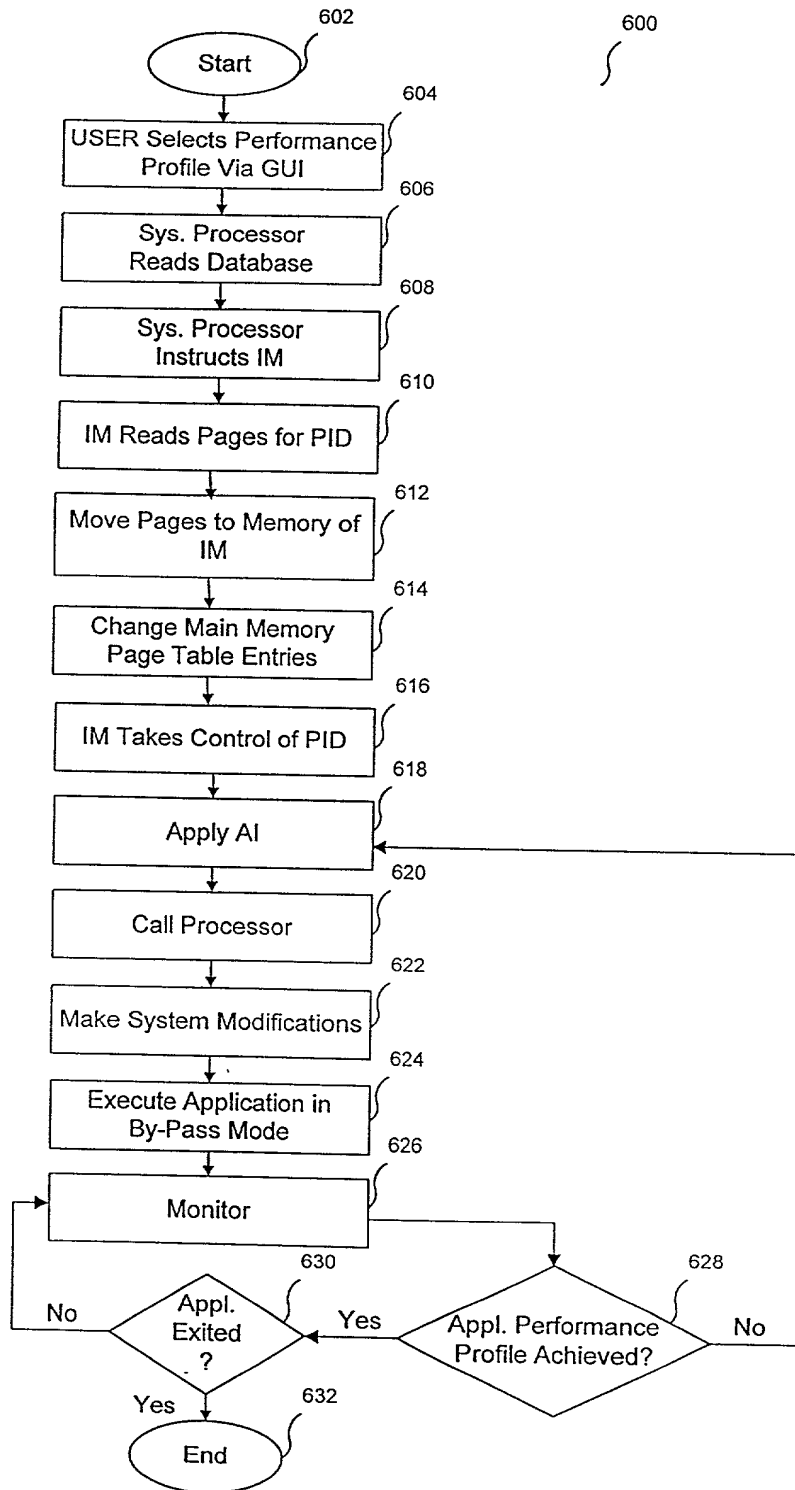 602
600
Start
604
USER Selects Performance
Profile Via GUI
606
Sys. Processor
Reads Database
608
Sys. Processor
Instructs IM
610
IM Reads Pages for PID
612
Move Pages to Memory of
IM
614
Change Main Memory
Page Table Entries
616
IM Takes Control of PID
618
Apply AI
620
Call Processor
622
Make System Modifications
624
Execute Application in
By-Pass Mode
626
Monitor
630
628
No
Appl.
Exited
?
Yes
Appl. Performance
Profile Achieved?
No
Yes
632
End